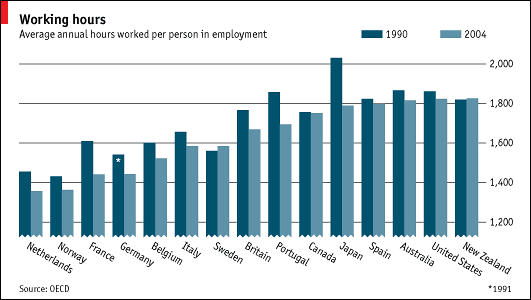 Working hours
Average annual hours worked per person in employment
1990
2004
2,000
1,800
1,600
1,400
1,200
*
Netherlands
Norway
France
Germany
Belgium
Italy
Sweden
Britain
Portugal
Canada
Japan
Spain
Australia
United States
New Zealand
Source: OECD
*1991